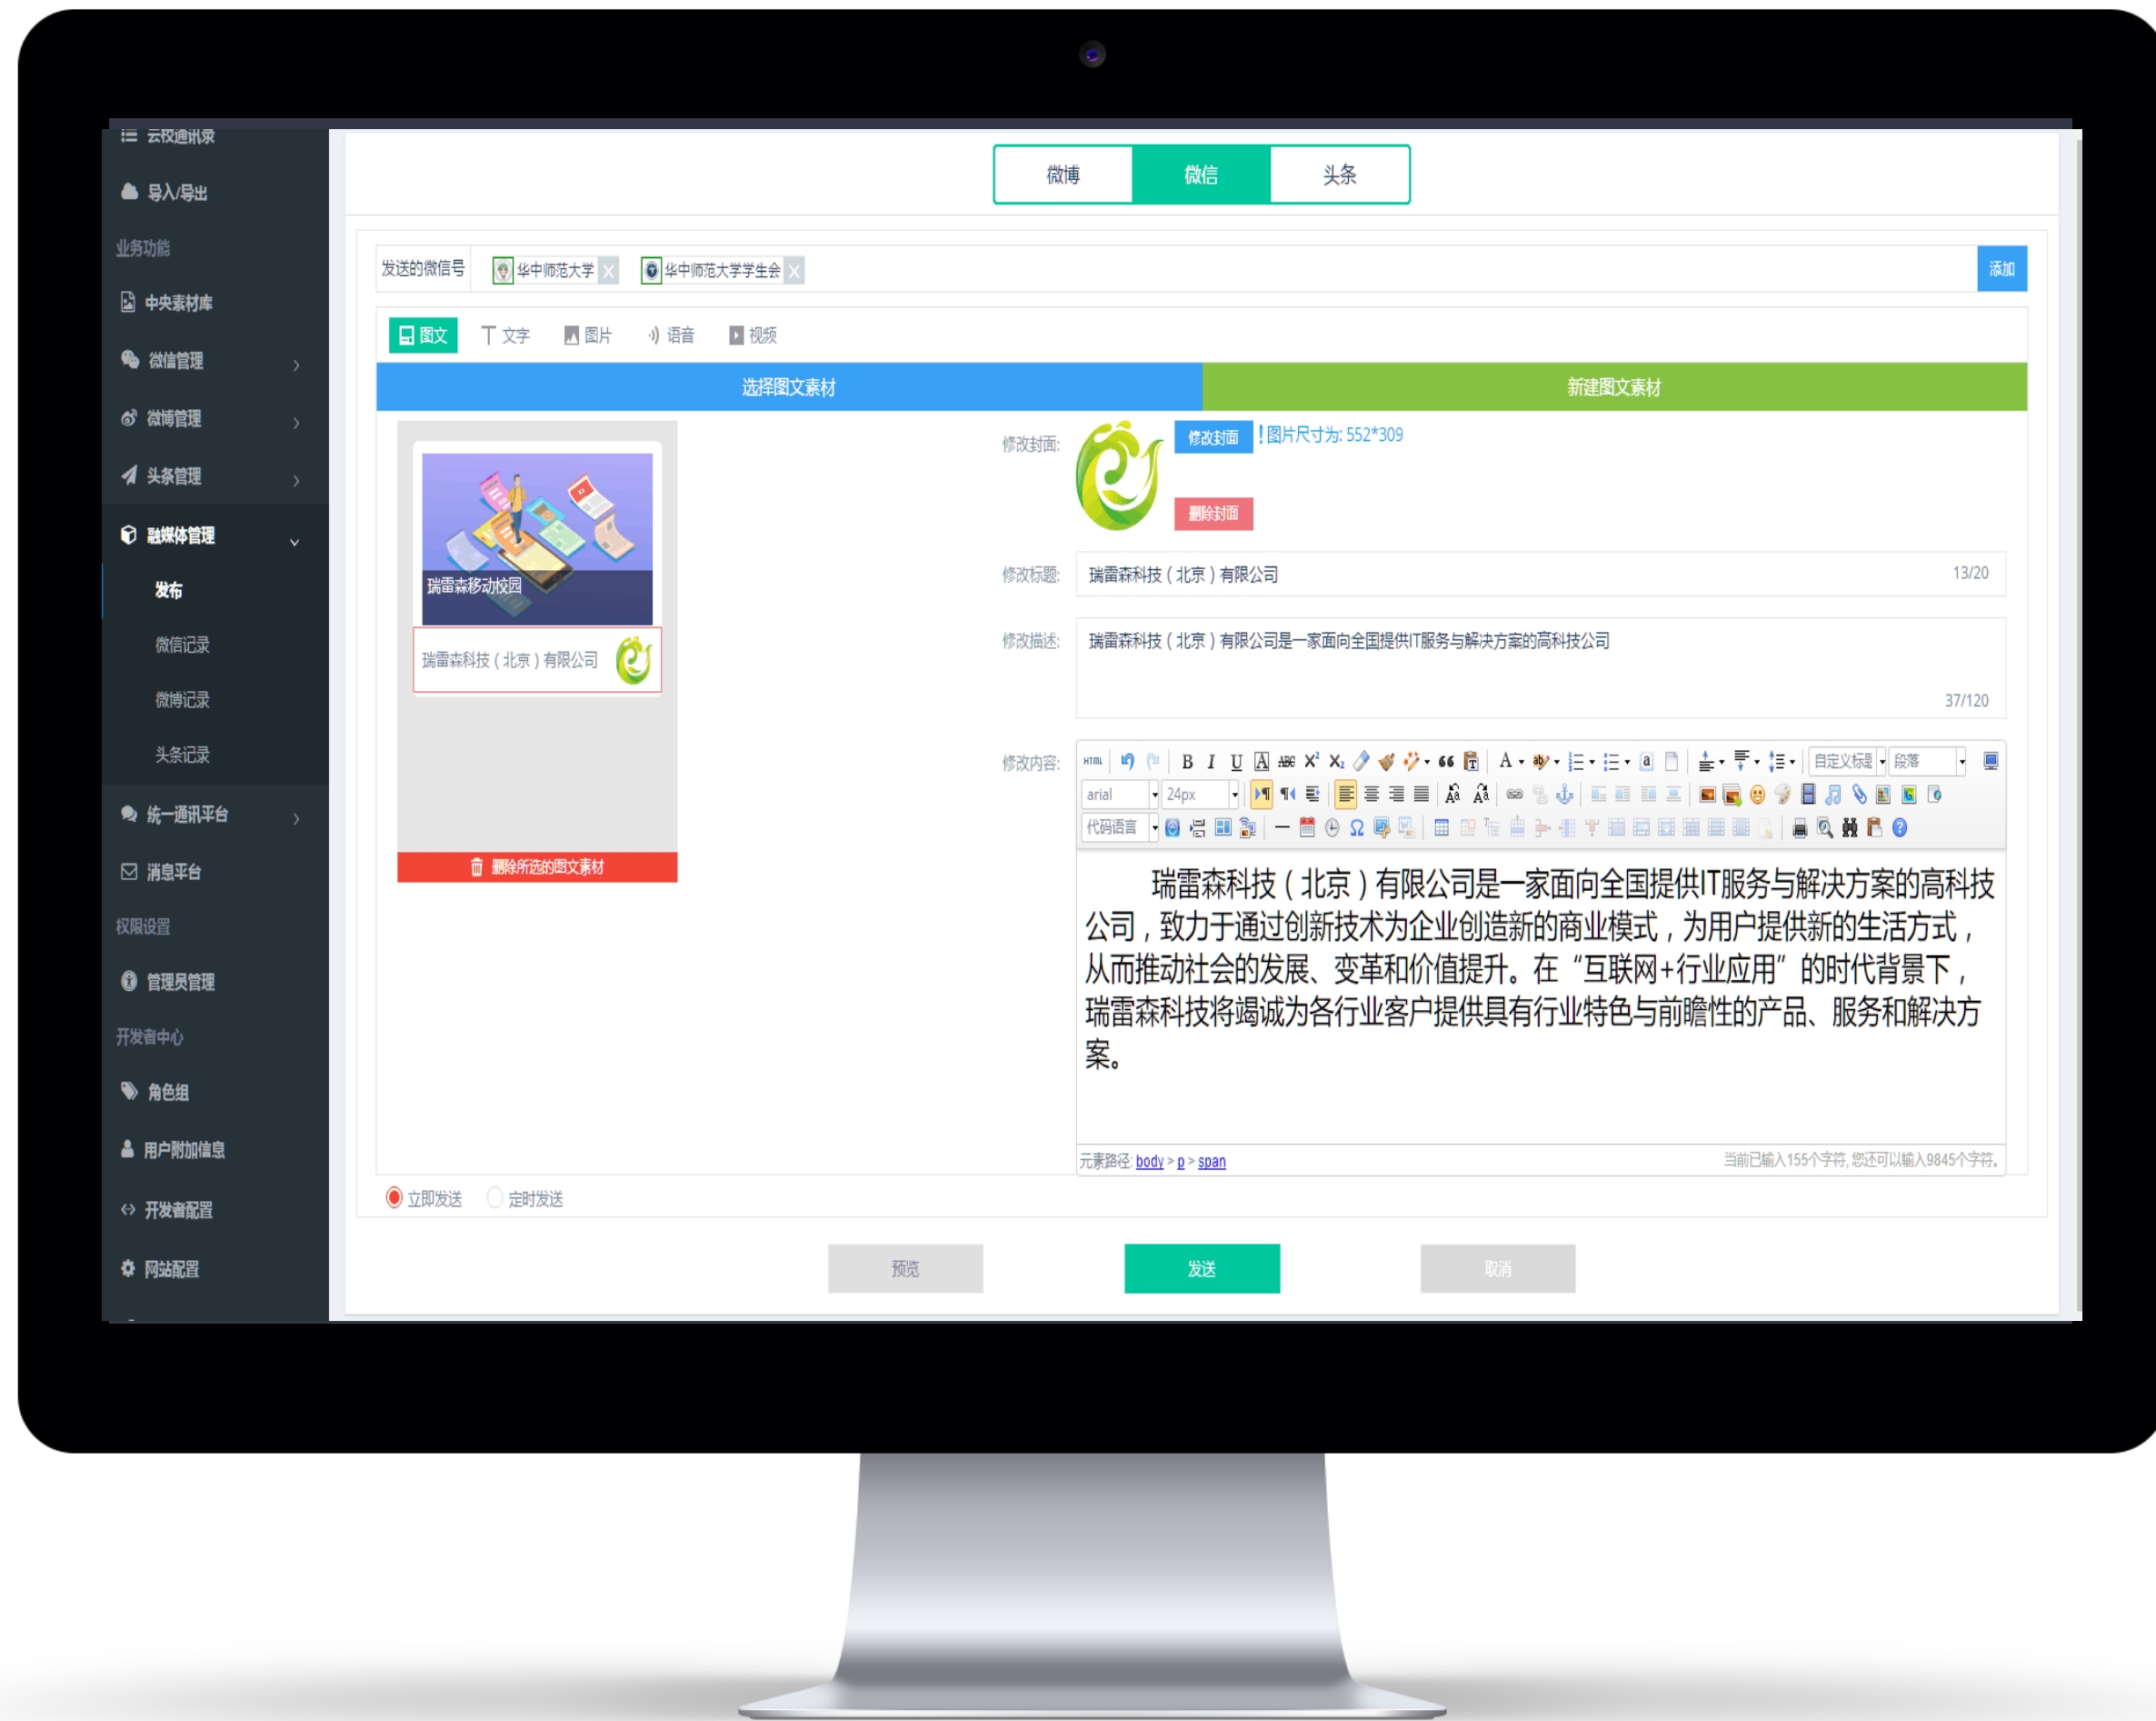 云校通讯录
导入/导出
业务功能
中央素材库
微信管理
微博管理
头条管理
融媒体管理
发布
微信记录
微博记录
头条记录
统一通讯平台
消息平台
权限设置
管理员管理
开发者中心
角色组
用户附加信息
开发者配置
网站配置
微博 微信 头条
发送的微信号 华中师范大学 X 华中师范大学学生会 X 添加
图文 文字 图片 语音 视频
选择图文素材 新建图文素材
瑞雷森移动校园
瑞雷森科技（北京）有限公司
删除所选的图文素材
修改封面: 修改封面 ! 图片尺寸为: 552*309
删除封面
修改标题: 瑞雷森科技（北京）有限公司 13/20
修改描述: 瑞雷森科技（北京）有限公司是一家面向全国提供IT服务与解决方案的高科技公司
37/120
修改内容: HTML B I U A ABC X² X₂ A 自定义标题 段落
arial 24px
代码语言
瑞雷森科技（北京）有限公司是一家面向全国提供IT服务与解决方案的高科技
公司，致力于通过创新技术为企业创造新的商业模式，为用户提供新的生活方式，
从而推动社会的发展、变革和价值提升。在“互联网+行业应用”的时代背景下，
瑞雷森科技将竭诚为各行业客户提供具有行业特色与前瞻性的产品、服务和解决方
案。
元素路径: body > p > span 当前已输入155个字符, 您还可以输入9845个字符。
立即发送 定时发送
预览 发送 取消